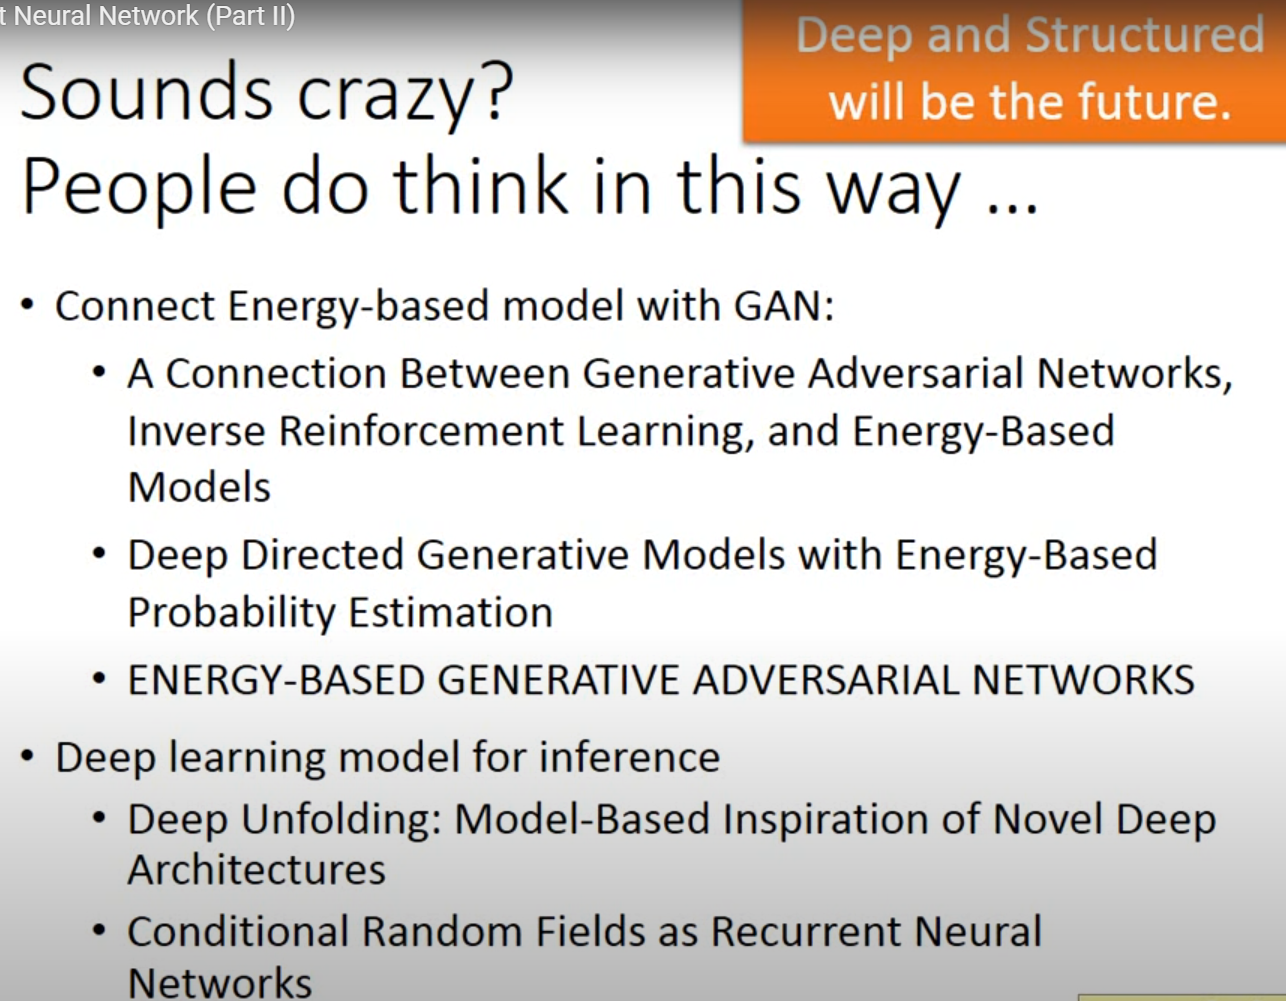 t Neural Network (Part II)
Deep and Structured
will be the future.
Sounds crazy?
People do think in this way ...
• Connect Energy-based model with GAN:
• A Connection Between Generative Adversarial Networks,
Inverse Reinforcement Learning, and Energy-Based
Models
• Deep Directed Generative Models with Energy-Based
Probability Estimation
• ENERGY-BASED GENERATIVE ADVERSARIAL NETWORKS
• Deep learning model for inference
• Deep Unfolding: Model-Based Inspiration of Novel Deep
Architectures
• Conditional Random Fields as Recurrent Neural
Networks